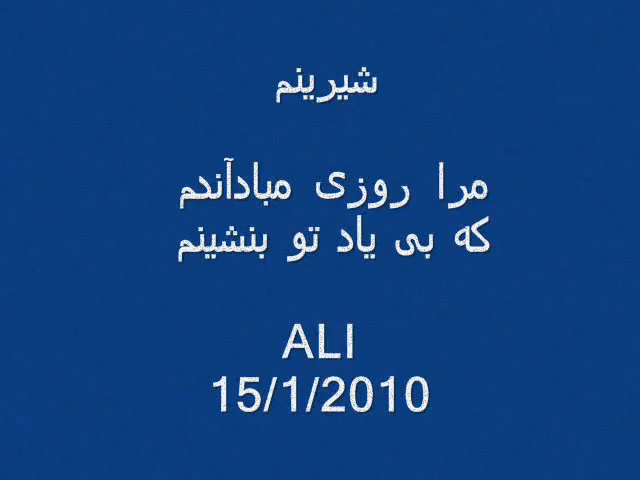 شیرینم
مرا روزی مبادآندم
که بی یاد تو بنشینم
ALI
15/1/2010